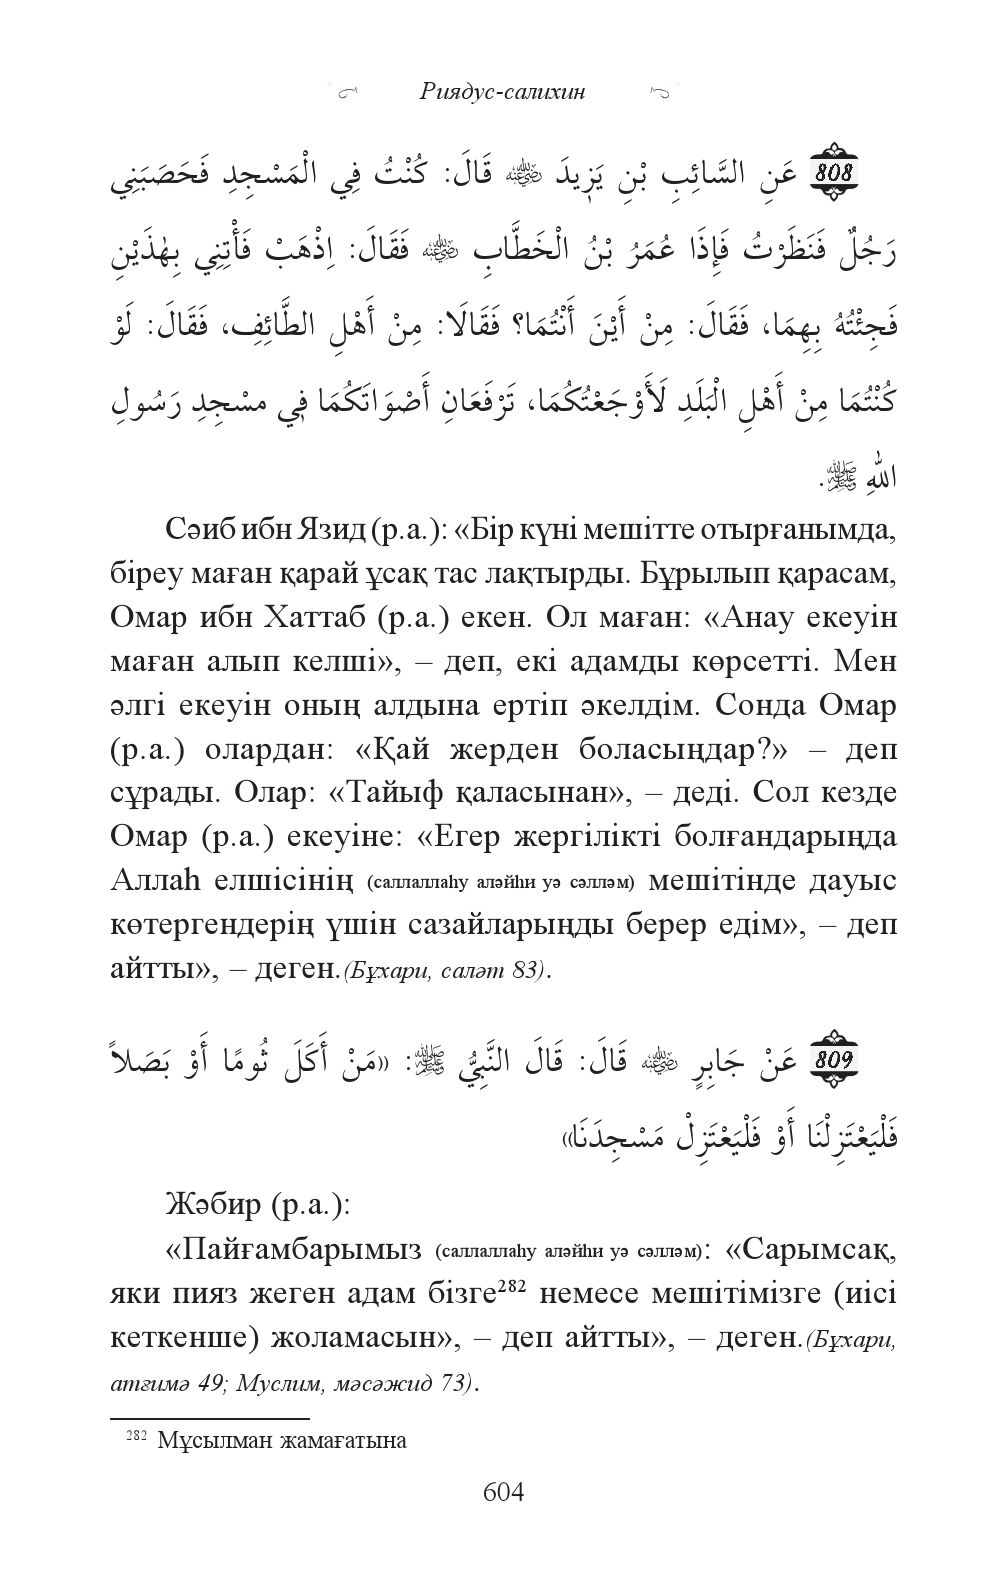 Риядус-салихин
808 عَنِ السَّائِبِ بْنِ يَزِيدَ ﵁ قَالَ: كُنْتُ فِي الْمَسْجِدِ فَحَصَبَنِي
رَجُلٌ فَنَظَرْتُ فَإِذَا عُمَرُ بْنُ الْخَطَّابِ ﵁ فَقَالَ: اِذْهَبْ فَأْتِنِي بِهٰذَيْنِ
فَجِئْتُهُ بِهِمَا، فَقَالَ: مِنْ أَيْنَ أَنْتُمَا؟ فَقَالَا: مِنْ أَهْلِ الطَّائِفِ، فَقَالَ: لَوْ
كُنْتُمَا مِنْ أَهْلِ الْبَلَدِ لَأَوْجَعْتُكُمَا، تَرْفَعَانِ أَصْوَاتَكُمَا فِي مسْجِدِ رَسُولِ
اللهِ ﷺ.
Сәиб ибн Язид (р.а.): «Бір күні мешітте отырғанымда,
біреу маған қарай ұсақ тас лақтырды. Бұрылып қарасам,
Омар ибн Хаттаб (р.а.) екен. Ол маған: «Анау екеуін
маған алып келші», – деп, екі адамды көрсетті. Мен
әлгі екеуін оның алдына ертіп әкелдім. Сонда Омар
(р.а.) олардан: «Қай жерден боласыңдар?» – деп
сұрады. Олар: «Тайыф қаласынан», – деді. Сол кезде
Омар (р.а.) екеуіне: «Егер жергілікті болғандарыңда
Аллаһ елшісінің (саллаллаһу аләйһи уә сәлләм) мешітінде дауыс
көтергендерің үшін сазайларыңды берер едім», – деп
айтты», – деген.(Бұхари, саләт 83).
809 عَنْ جَابِرٍ ﵁ قَالَ: قَالَ النَّبِيُّ ﷺ: «مَنْ أَكَلَ ثُومًا أَوْ بَصَلاً
فَلْيَعْتَزِلْنَا أَوْ فَلْيَعْتَزِلْ مَسْجِدَنَا»
Жәбир (р.а.):
«Пайғамбарымыз (саллаллаһу аләйһи уә сәлләм): «Сарымсақ,
яки пияз жеген адам бізге282 немесе мешітімізге (иісі
кеткенше) жоламасын», – деп айтты», – деген.(Бұхари,
атғимә 49; Муслим, мәсәжид 73).
282 Мұсылман жамағатына
604